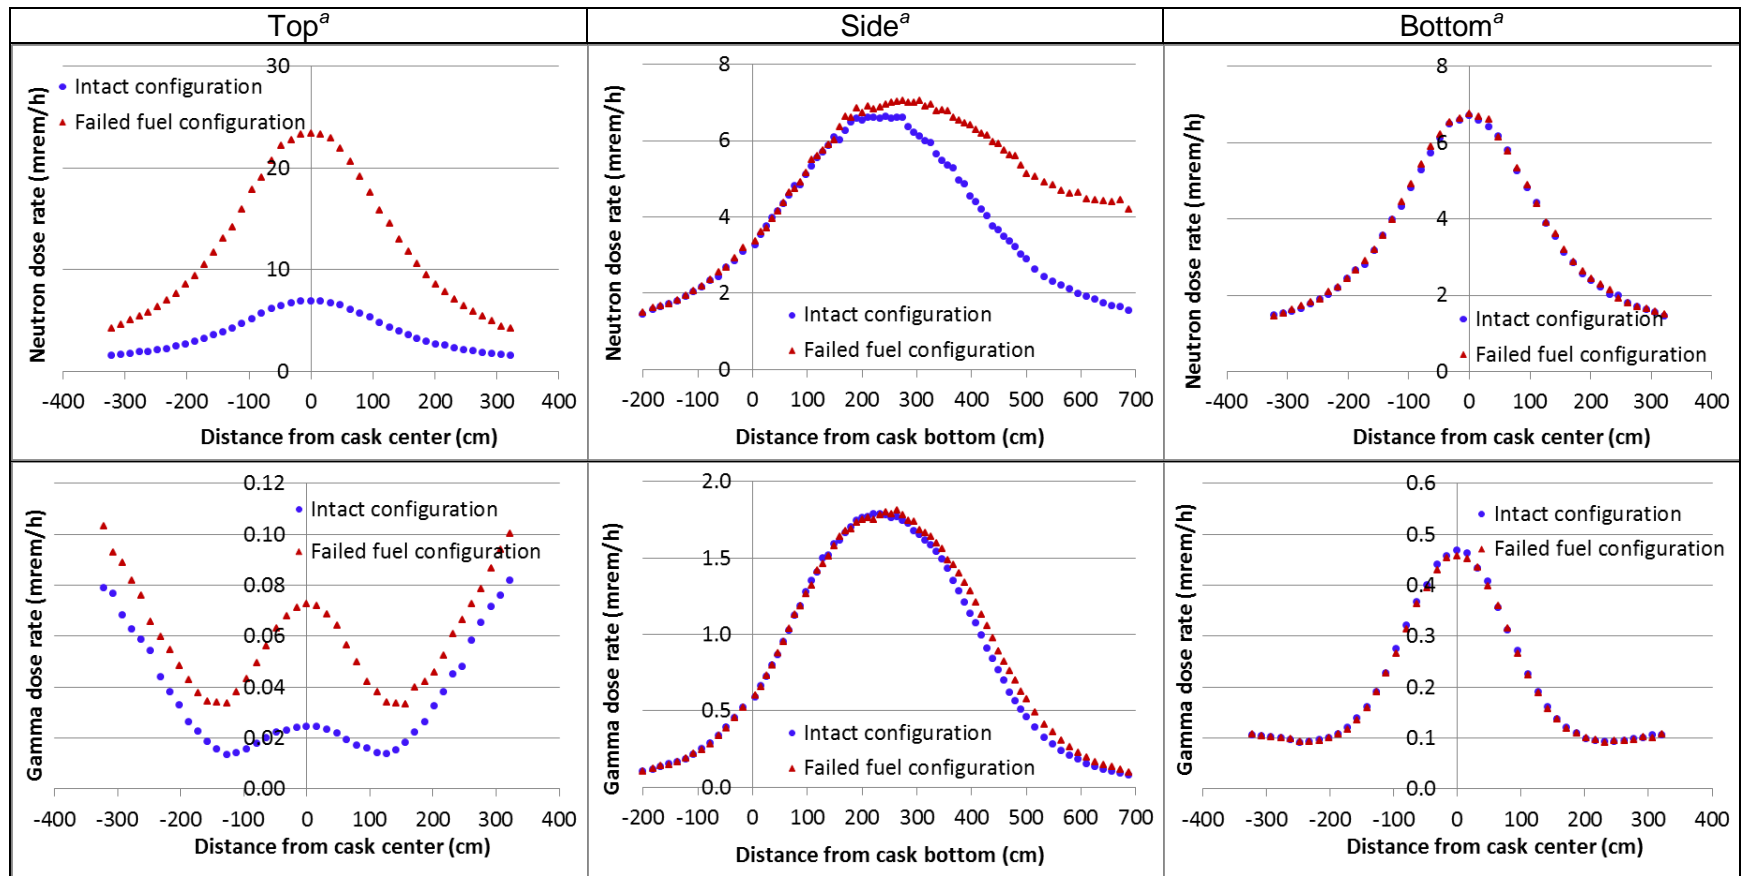 Topᵃ
Sideᵃ
Bottomᵃ
Neutron dose rate (mrem/h)
30
20
10
0
Intact configuration
Failed fuel configuration
-400 -300 -200 -100 0 100 200 300 400
Distance from cask center (cm)
Neutron dose rate (mrem/h)
8
6
4
2
0
Intact configuration
Failed fuel configuration
-200 -100 0 100 200 300 400 500 600 700
Distance from cask bottom (cm)
Neutron dose rate (mrem/h)
8
6
4
2
0
Intact configuration
Failed fuel configuration
-400 -300 -200 -100 0 100 200 300 400
Distance from cask center (cm)
Gamma dose rate (mrem/h)
0.12
0.10
0.08
0.06
0.04
0.02
0.00
Intact configuration
Failed fuel configuration
-400 -300 -200 -100 0 100 200 300 400
Distance from cask center (cm)
Gamma dose rate (mrem/h)
2.0
1.5
1.0
0.5
0.0
Intact configuration
Failed fuel configuration
-200 -100 0 100 200 300 400 500 600 700
Distance from cask bottom (cm)
Gamma dose rate (mrem/h)
0.6
0.5
0.4
0.3
0.2
0.1
0.0
Intact configuration
Failed fuel configuration
-400 -300 -200 -100 0 100 200 300 400
Distance from cask center (cm)